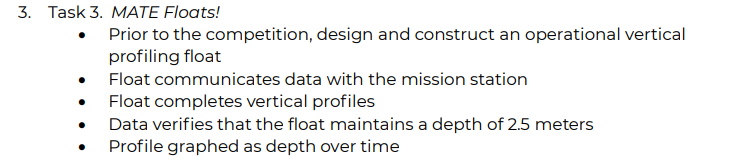 3. Task 3. MATE Floats!
• Prior to the competition, design and construct an operational vertical
profiling float
• Float communicates data with the mission station
• Float completes vertical profiles
• Data verifies that the float maintains a depth of 2.5 meters
• Profile graphed as depth over time